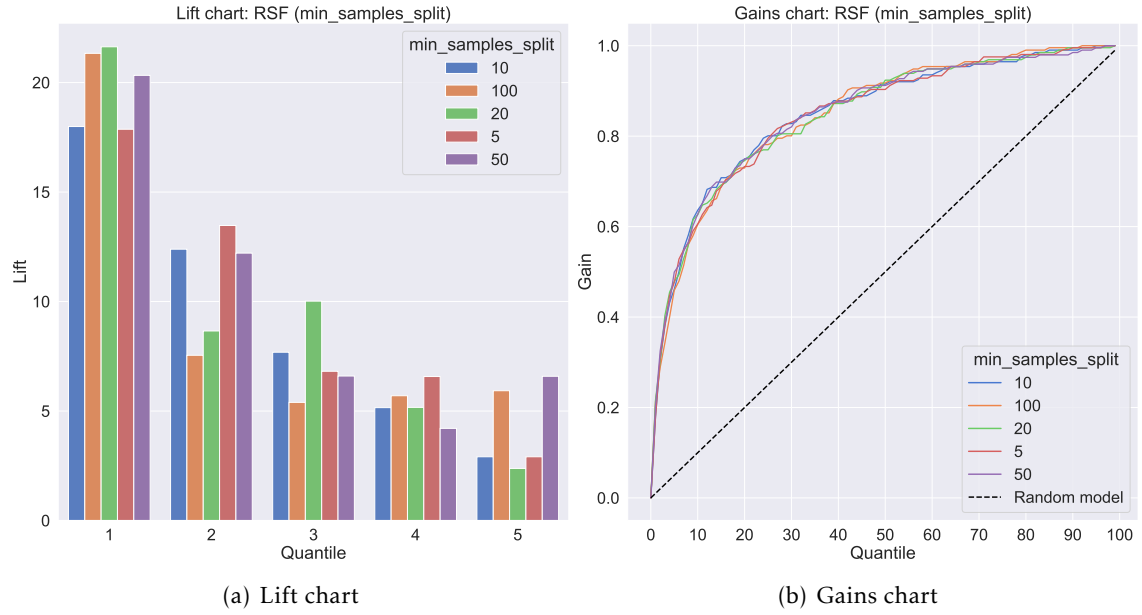 Lift chart: RSF (min_samples_split)
min_samples_split
10
100
20
5
50
20
15
10
5
0
Lift
1 2 3 4 5
Quantile
(a) Lift chart
Gains chart: RSF (min_samples_split)
1.0
0.8
0.6
0.4
0.2
0.0
Gain
min_samples_split
10
100
20
5
50
Random model
0 10 20 30 40 50 60 70 80 90 100
Quantile
(b) Gains chart